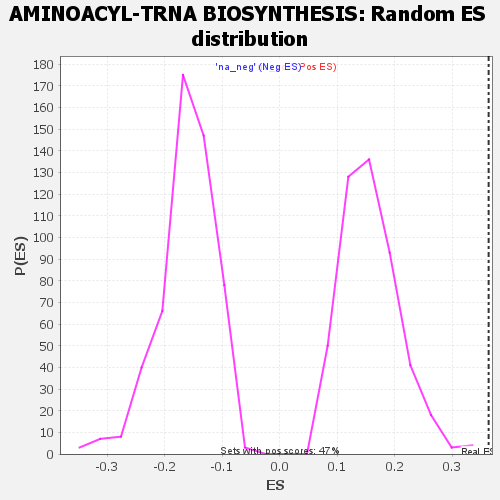 AMINOACYL-TRNA BIOSYNTHESIS: Random ES
distribution
'na_neg' (Neg ES) Pos ES)
180
170
160
150
140
130
120
110
100
90
80
70
60
50
40
30
20
10
0
P(ES)
Sets with pos scores: 47%
Real ES
-0.3 -0.2 -0.1 0.0 0.1 0.2 0.3
ES